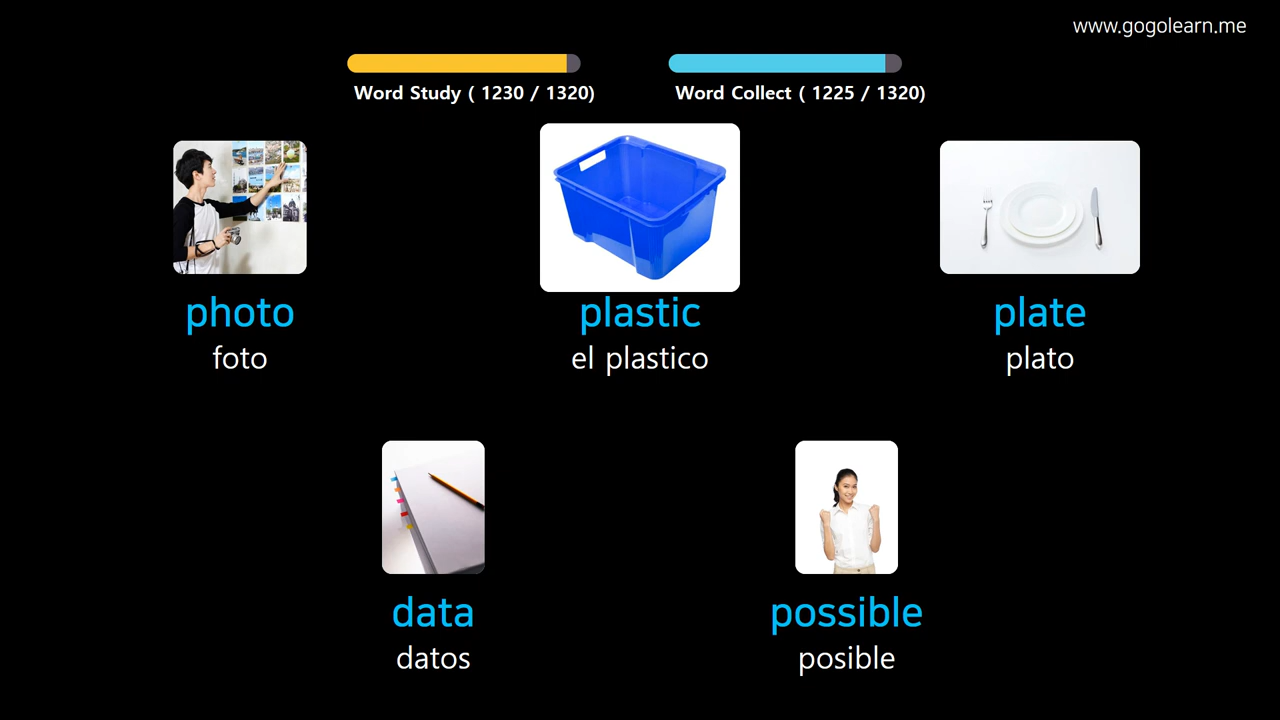 www.gogolearn.me
Word Study ( 1230 / 1320)
Word Collect ( 1225 / 1320)
photo
foto
plastic
el plastico
plate
plato
data
datos
possible
posible